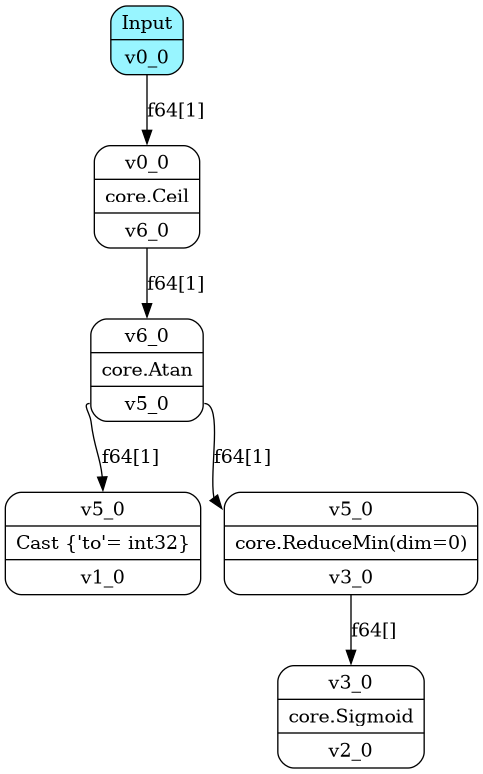 Input
v0_0
f64[1]
v0_0
core.Ceil
v6_0
f64[1]
v6_0
core.Atan
v5_0
f64[1]
f64[1]
v5_0
Cast {'to'= int32}
v1_0
v5_0
core.ReduceMin(dim=0)
v3_0
f64[]
v3_0
core.Sigmoid
v2_0